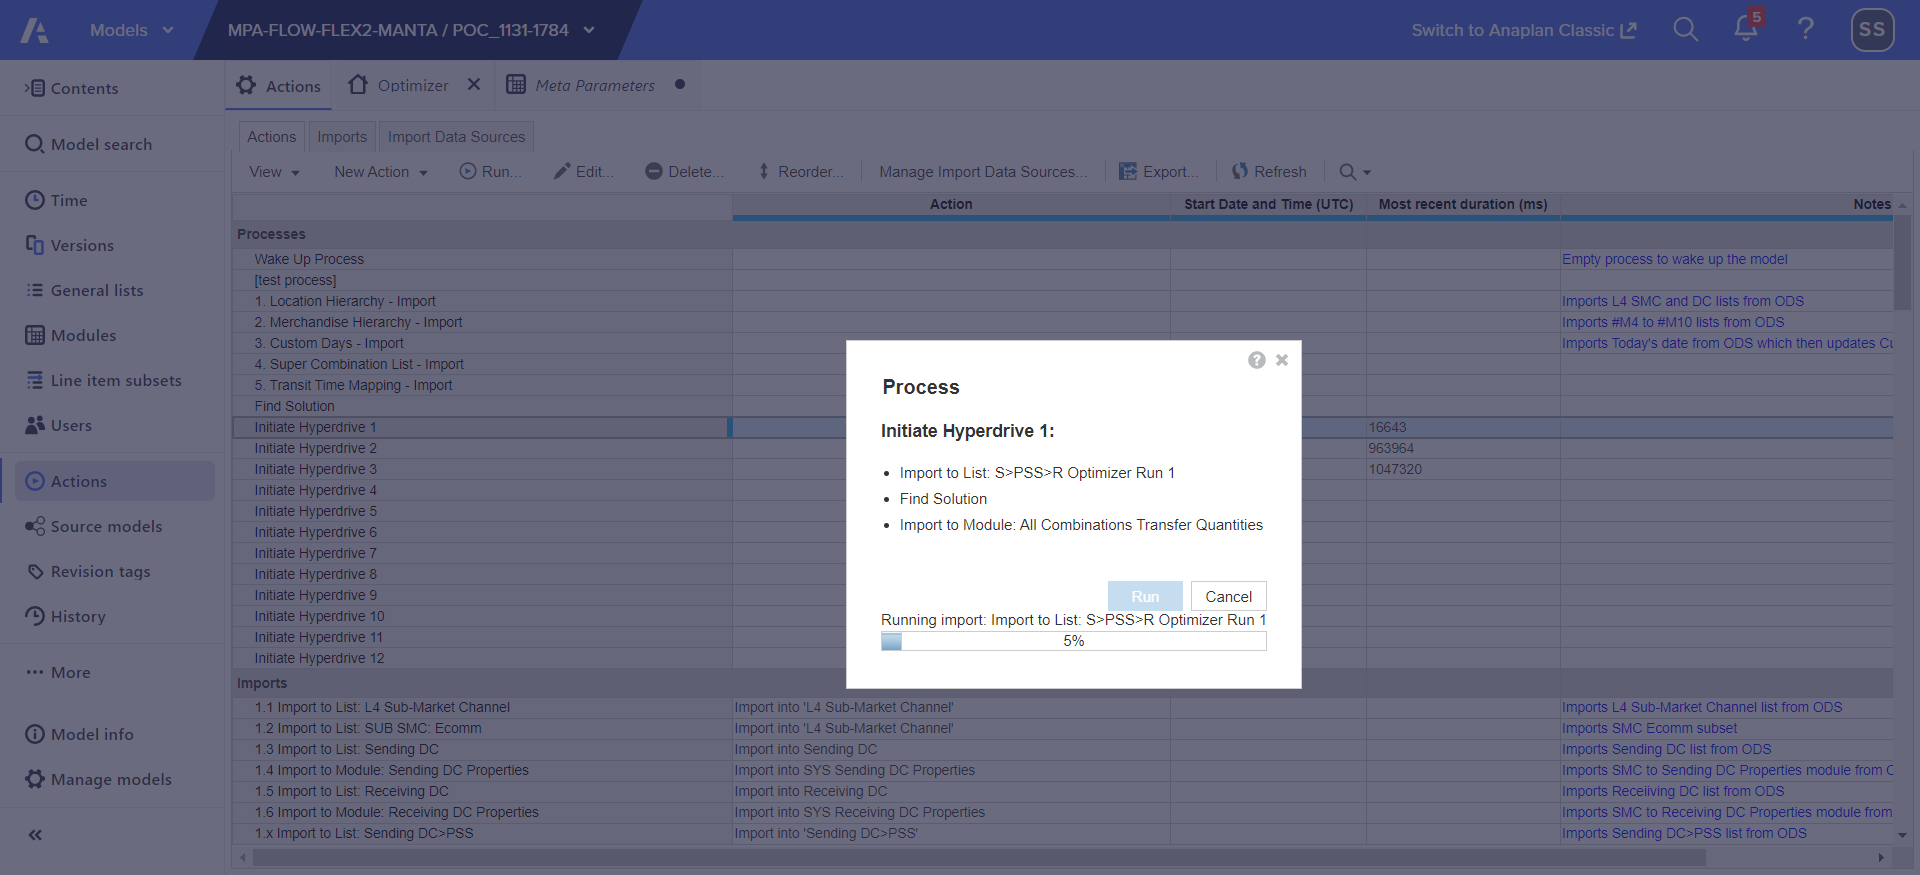 Models
MPA-FLOW-FLEX2-MANTA / POC_1131-1784
Switch to Anaplan Classic
5
?
SS
Contents
Model search
Time
Versions
General lists
Modules
Line item subsets
Users
Actions
Source models
Revision tags
History
More
Model info
Manage models
Actions
Optimizer
Meta Parameters
Actions
Imports
Import Data Sources
View
New Action
Run...
Edit...
Delete...
Reorder...
Manage Import Data Sources...
Export...
Refresh
Action
Start Date and Time (UTC)
Most recent duration (ms)
Notes
Processes
Wake Up Process
Empty process to wake up the model
[test process]
1. Location Hierarchy - Import
Imports L4 SMC and DC lists from ODS
2. Merchandise Hierarchy - Import
Imports #M4 to #M10 lists from ODS
3. Custom Days - Import
Imports Today's date from ODS which then updates Cu
4. Super Combination List - Import
5. Transit Time Mapping - Import
Find Solution
Initiate Hyperdrive 1
16643
Initiate Hyperdrive 2
963964
Initiate Hyperdrive 3
1047320
Initiate Hyperdrive 4
Initiate Hyperdrive 5
Initiate Hyperdrive 6
Initiate Hyperdrive 7
Initiate Hyperdrive 8
Initiate Hyperdrive 9
Initiate Hyperdrive 10
Initiate Hyperdrive 11
Initiate Hyperdrive 12
Imports
1.1 Import to List: L4 Sub-Market Channel
Import into 'L4 Sub-Market Channel'
Imports L4 Sub-Market Channel list from ODS
1.2 Import to List: SUB SMC: Ecomm
Import into 'L4 Sub-Market Channel'
Imports SMC Ecomm subset
1.3 Import to List: Sending DC
Import into Sending DC
Imports Sending DC list from ODS
1.4 Import to Module: Sending DC Properties
Import into SYS Sending DC Properties
Imports SMC to Sending DC Properties module from O
1.5 Import to List: Receiving DC
Import into Receiving DC
Imports Receiiving DC list from ODS
1.6 Import to Module: Receiving DC Properties
Import into SYS Receiving DC Properties
Imports SMC to Receiving DC Properties module from
1.x Import to List: Sending DC>PSS
Import into 'Sending DC>PSS'
Imports Sending DC>PSS list from ODS
Process
Initiate Hyperdrive 1:
Import to List: S>PSS>R Optimizer Run 1
Find Solution
Import to Module: All Combinations Transfer Quantities
Run
Cancel
Running import: Import to List: S>PSS>R Optimizer Run 1
5%